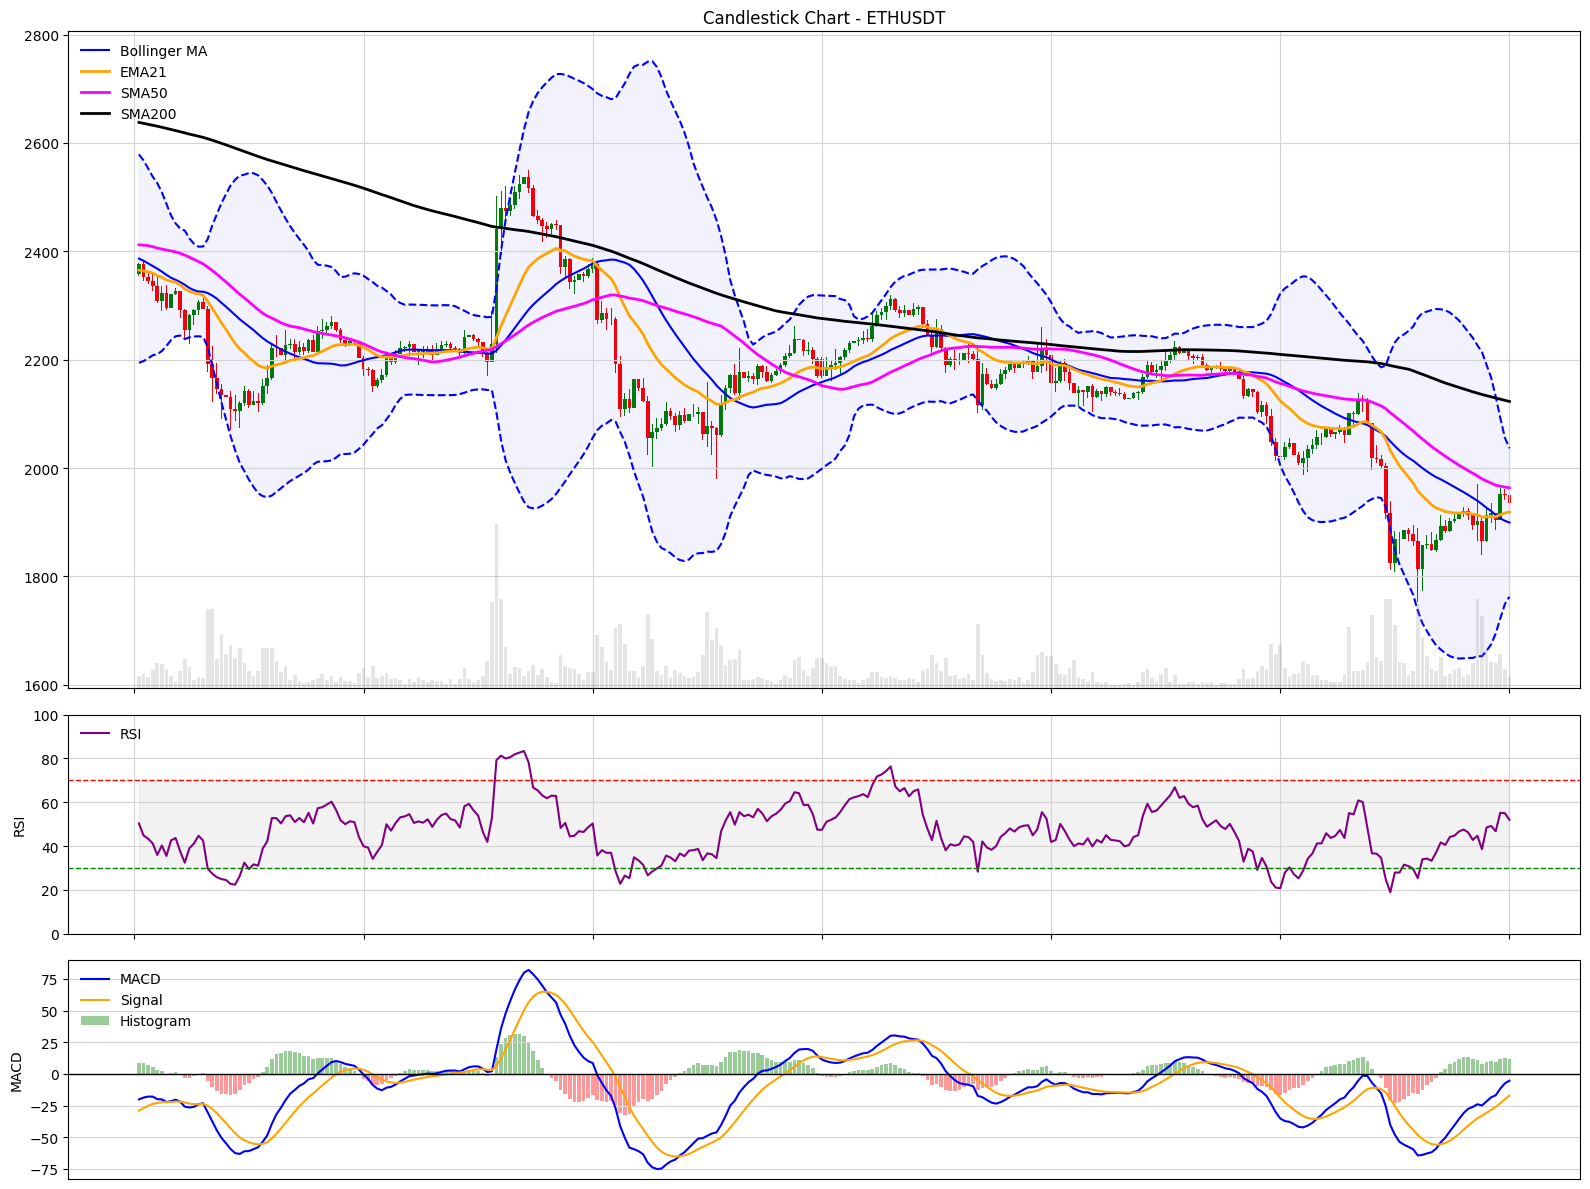 Candlestick Chart - ETHUSDT
2800
2600
2400
2200
2000
1800
1600
Bollinger MA
EMA21
SMA50
SMA200
100
80
60
40
20
0
RSI
RSI
75
50
25
0
−25
−50
−75
MACD
MACD
Signal
Histogram